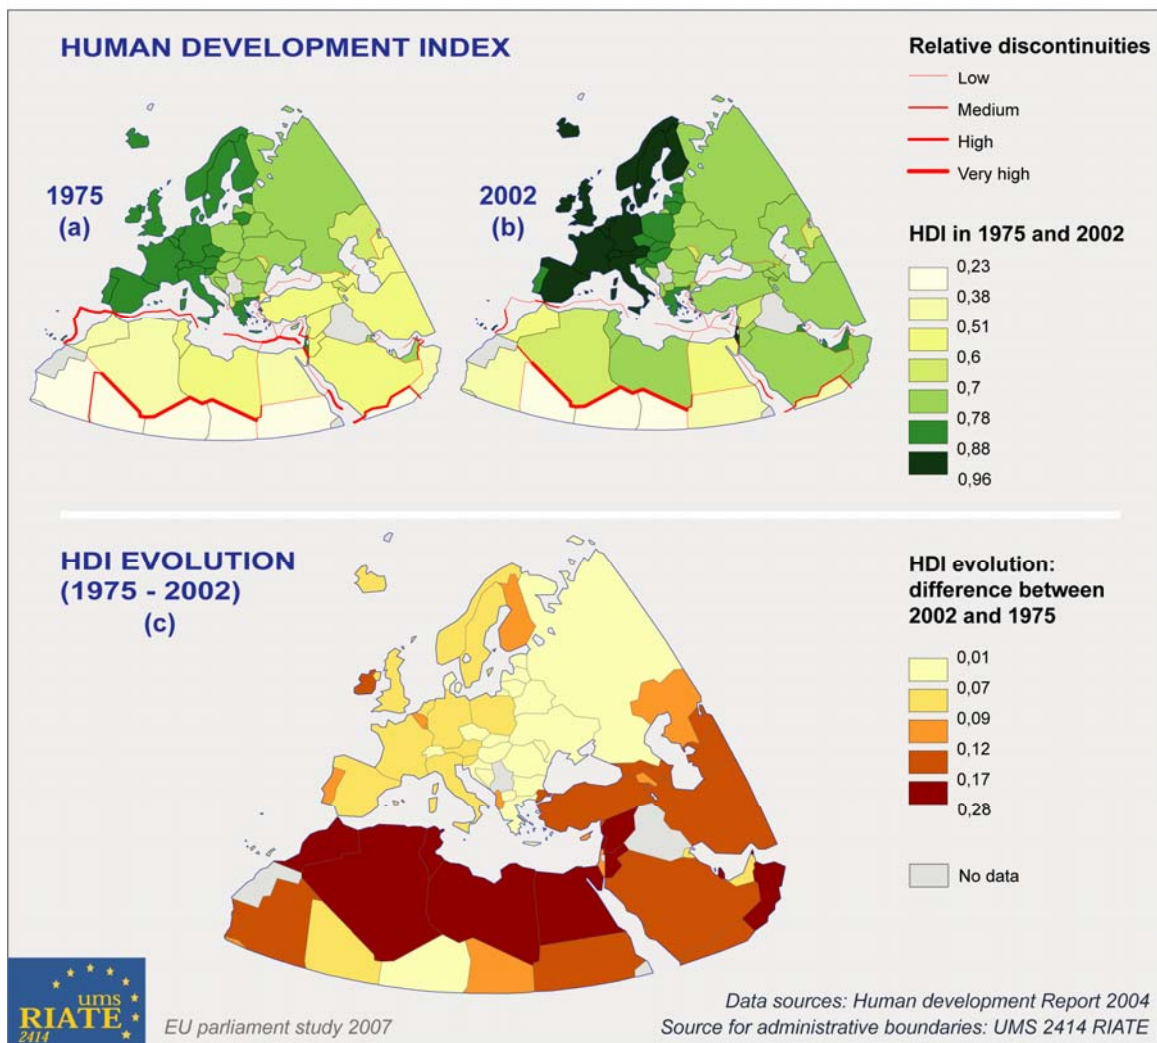 HUMAN DEVELOPMENT INDEX
1975
(a)
2002
(b)
Relative discontinuities
Low
Medium
High
Very high
HDI in 1975 and 2002
0,23
0,38
0,51
0,6
0,7
0,78
0,88
0,96
HDI EVOLUTION
(1975 - 2002)
(c)
HDI evolution:
difference between
2002 and 1975
0,01
0,07
0,09
0,12
0,17
0,28
No data
ums
RIATE
2414
EU parliament study 2007
Data sources: Human development Report 2004
Source for administrative boundaries: UMS 2414 RIATE